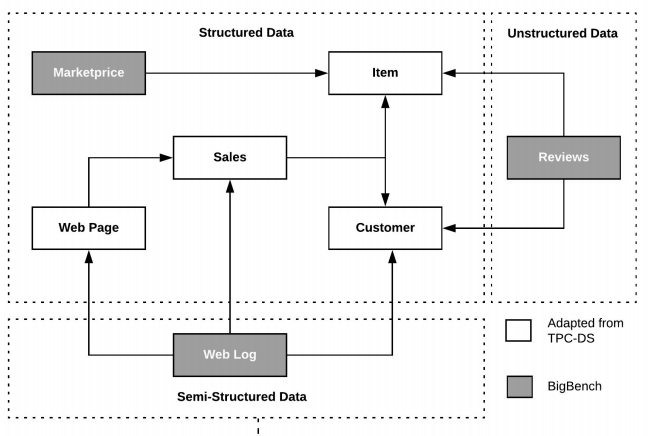 Structured Data
Unstructured Data
Marketprice
Item
Sales
Reviews
Web Page
Customer
Web Log
Semi-Structured Data
Adapted from
TPC-DS
BigBench